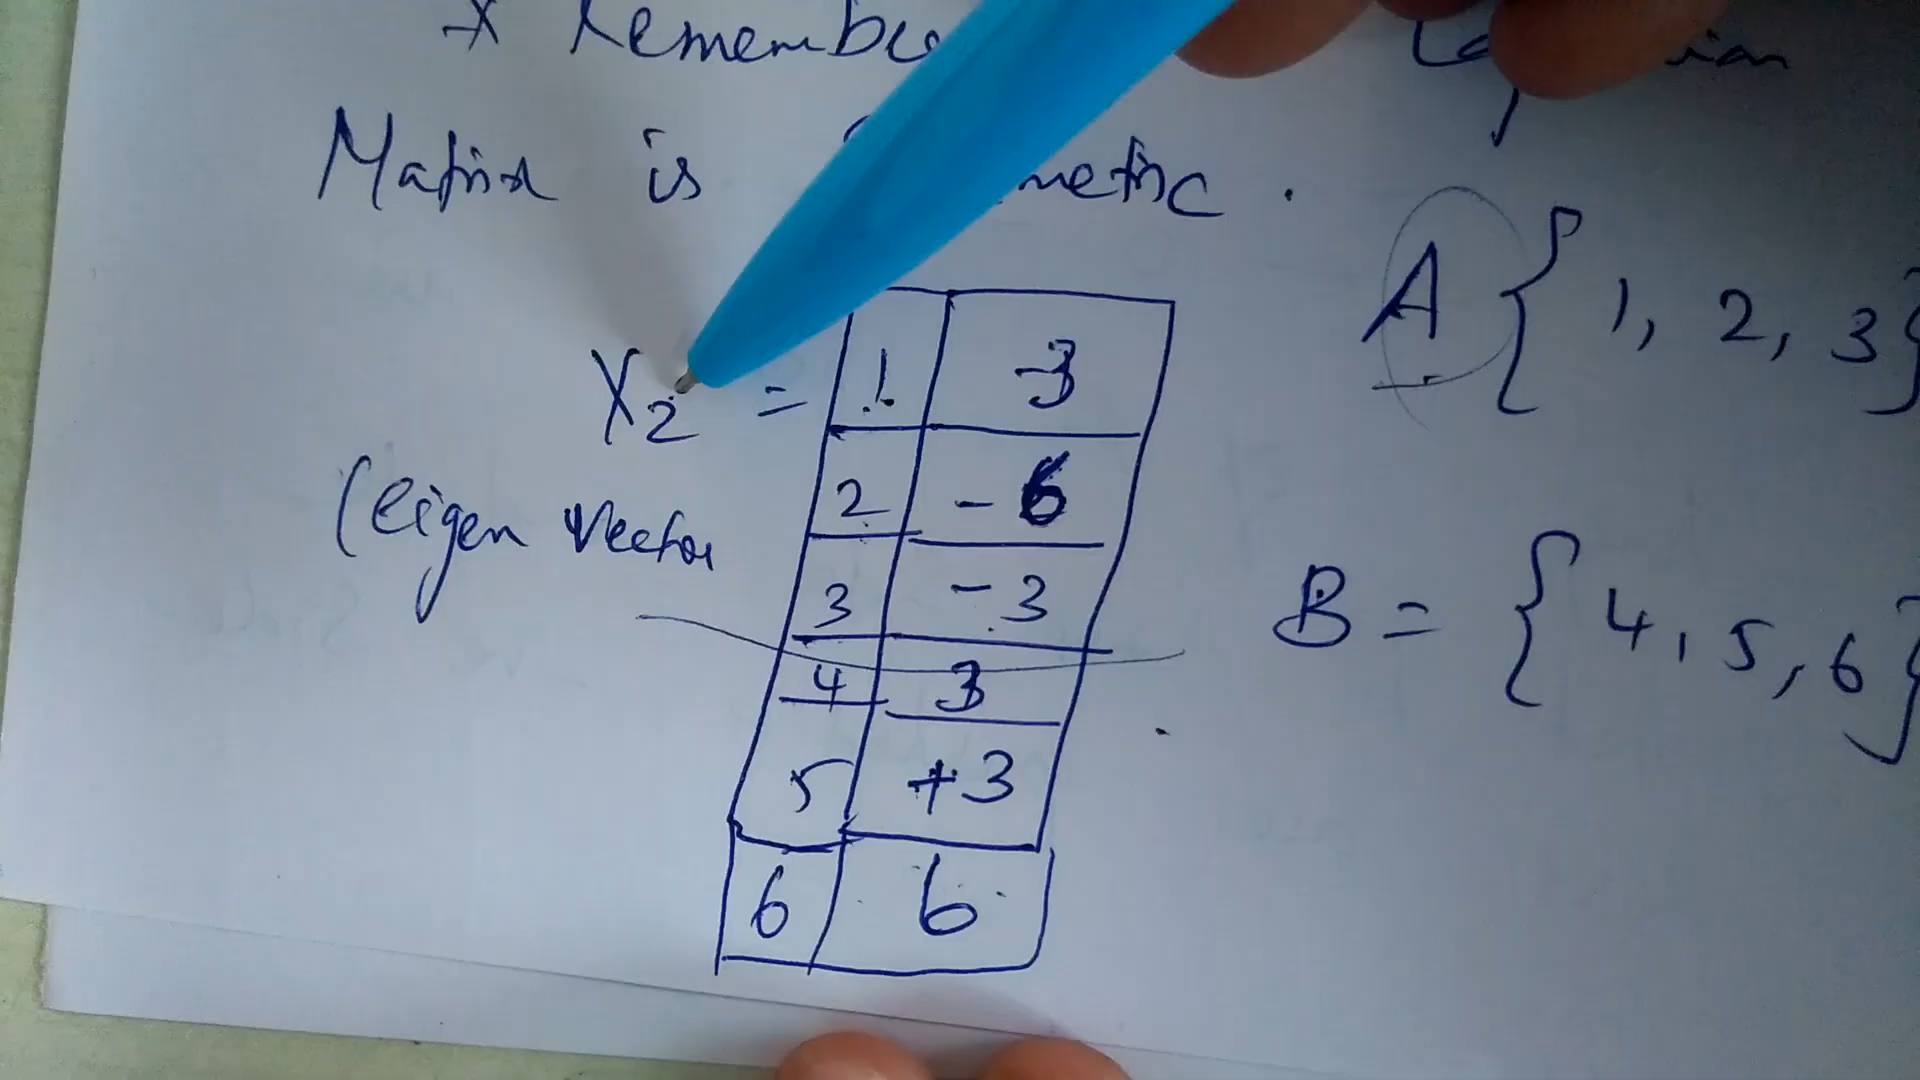 * Remember
Matrix is metric.
A { 1, 2, 3 }
X2 =
1 -3
2 -6
(eigen vector
3 -3
B = { 4, 5, 6 }
4 3
5 +3
6 6